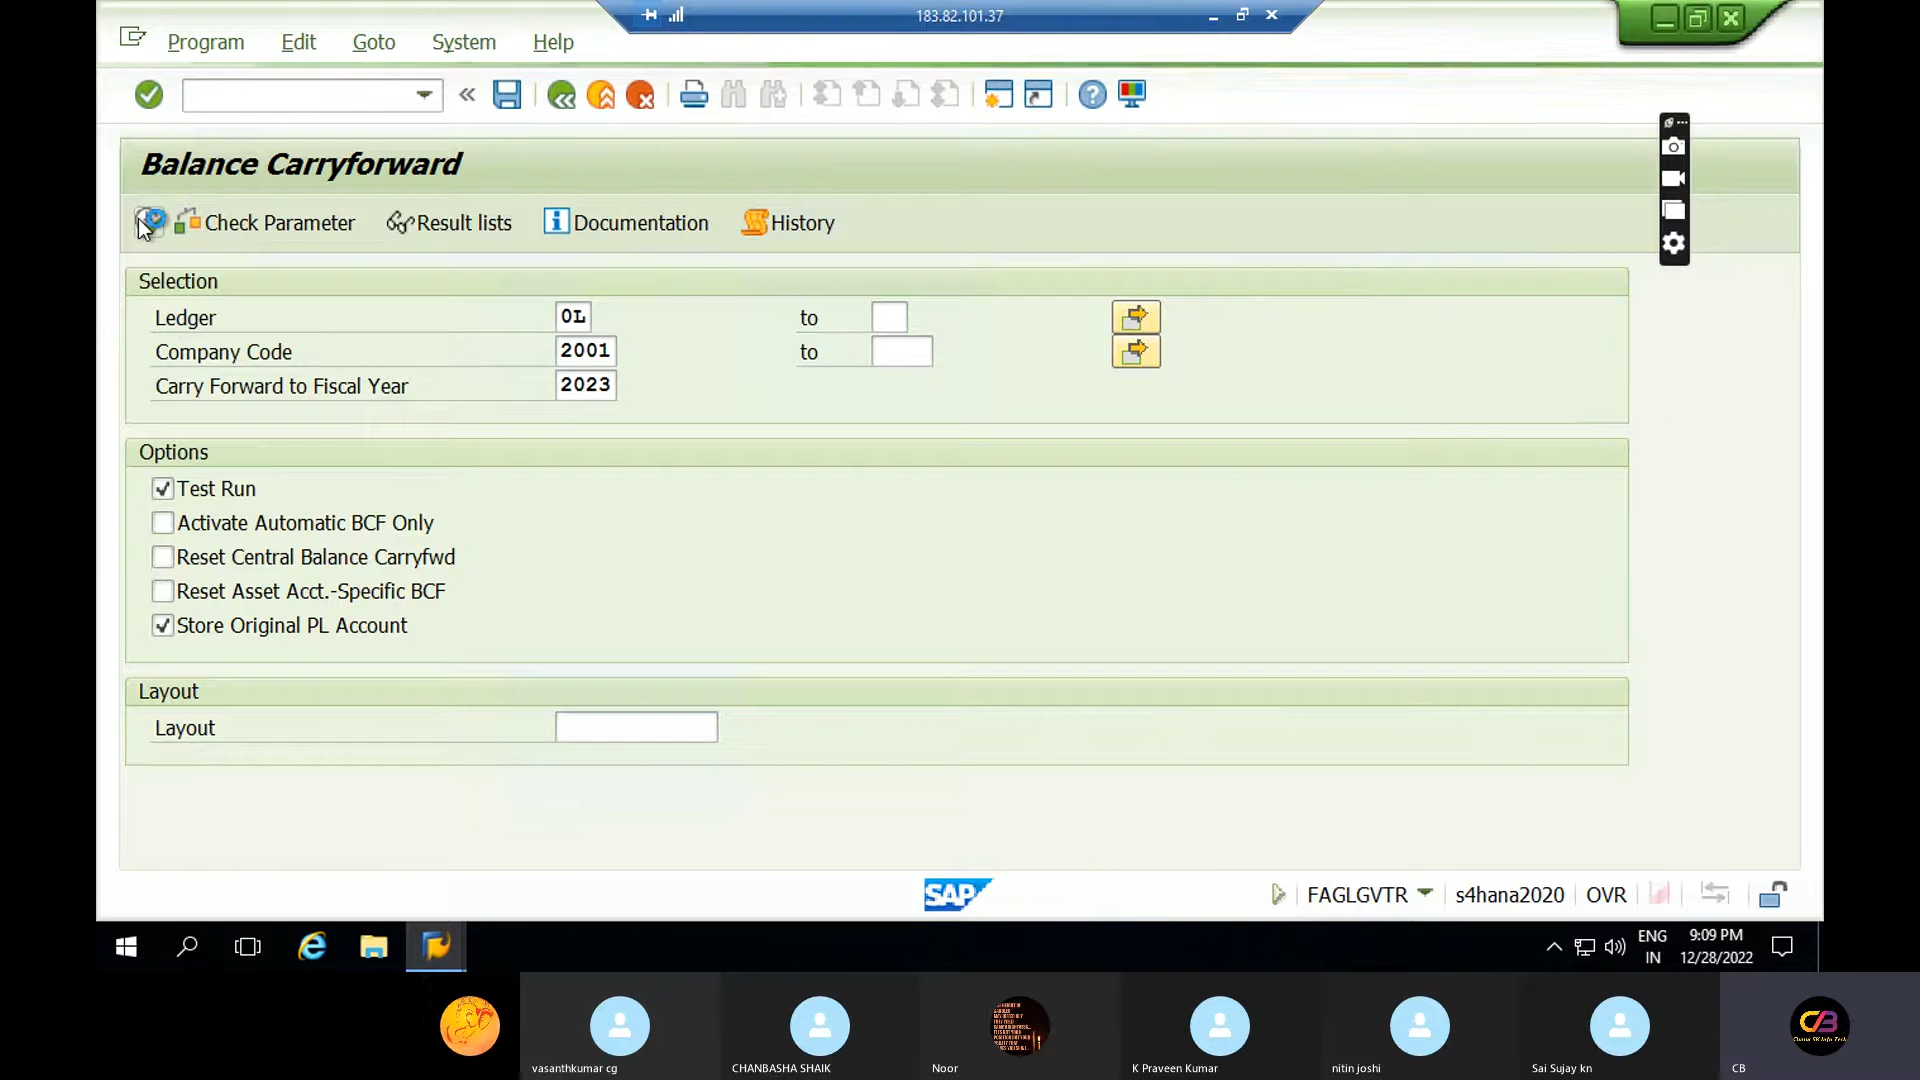 183.82.101.37
Program Edit Goto System Help
Balance Carryforward
Check Parameter Result lists Documentation History
Selection
Ledger 0L to
Company Code 2001 to
Carry Forward to Fiscal Year 2023
Options
Test Run
Activate Automatic BCF Only
Reset Central Balance Carryfwd
Reset Asset Acct.-Specific BCF
Store Original PL Account
Layout
Layout
SAP FAGLGVTR s4hana2020 OVR
ENG 9:09 PM
IN 12/28/2022
CB
vasanthkumar cg CHANBASHA SHAIK Noor K Praveen Kumar nitin joshi Sai Sujay kn CB